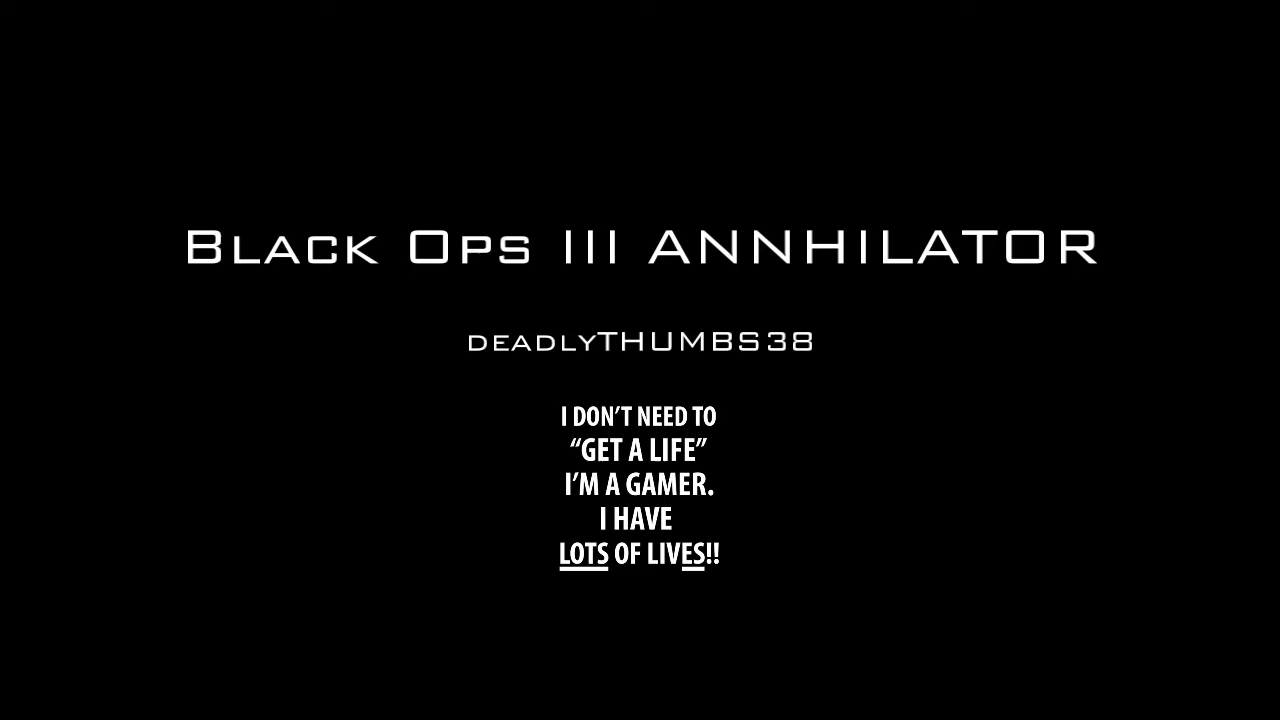 Black Ops III ANNHILATOR
deadlyTHUMBS38
I DON'T NEED TO
“GET A LIFE”
I'M A GAMER.
I HAVE
LOTS OF LIVES!!